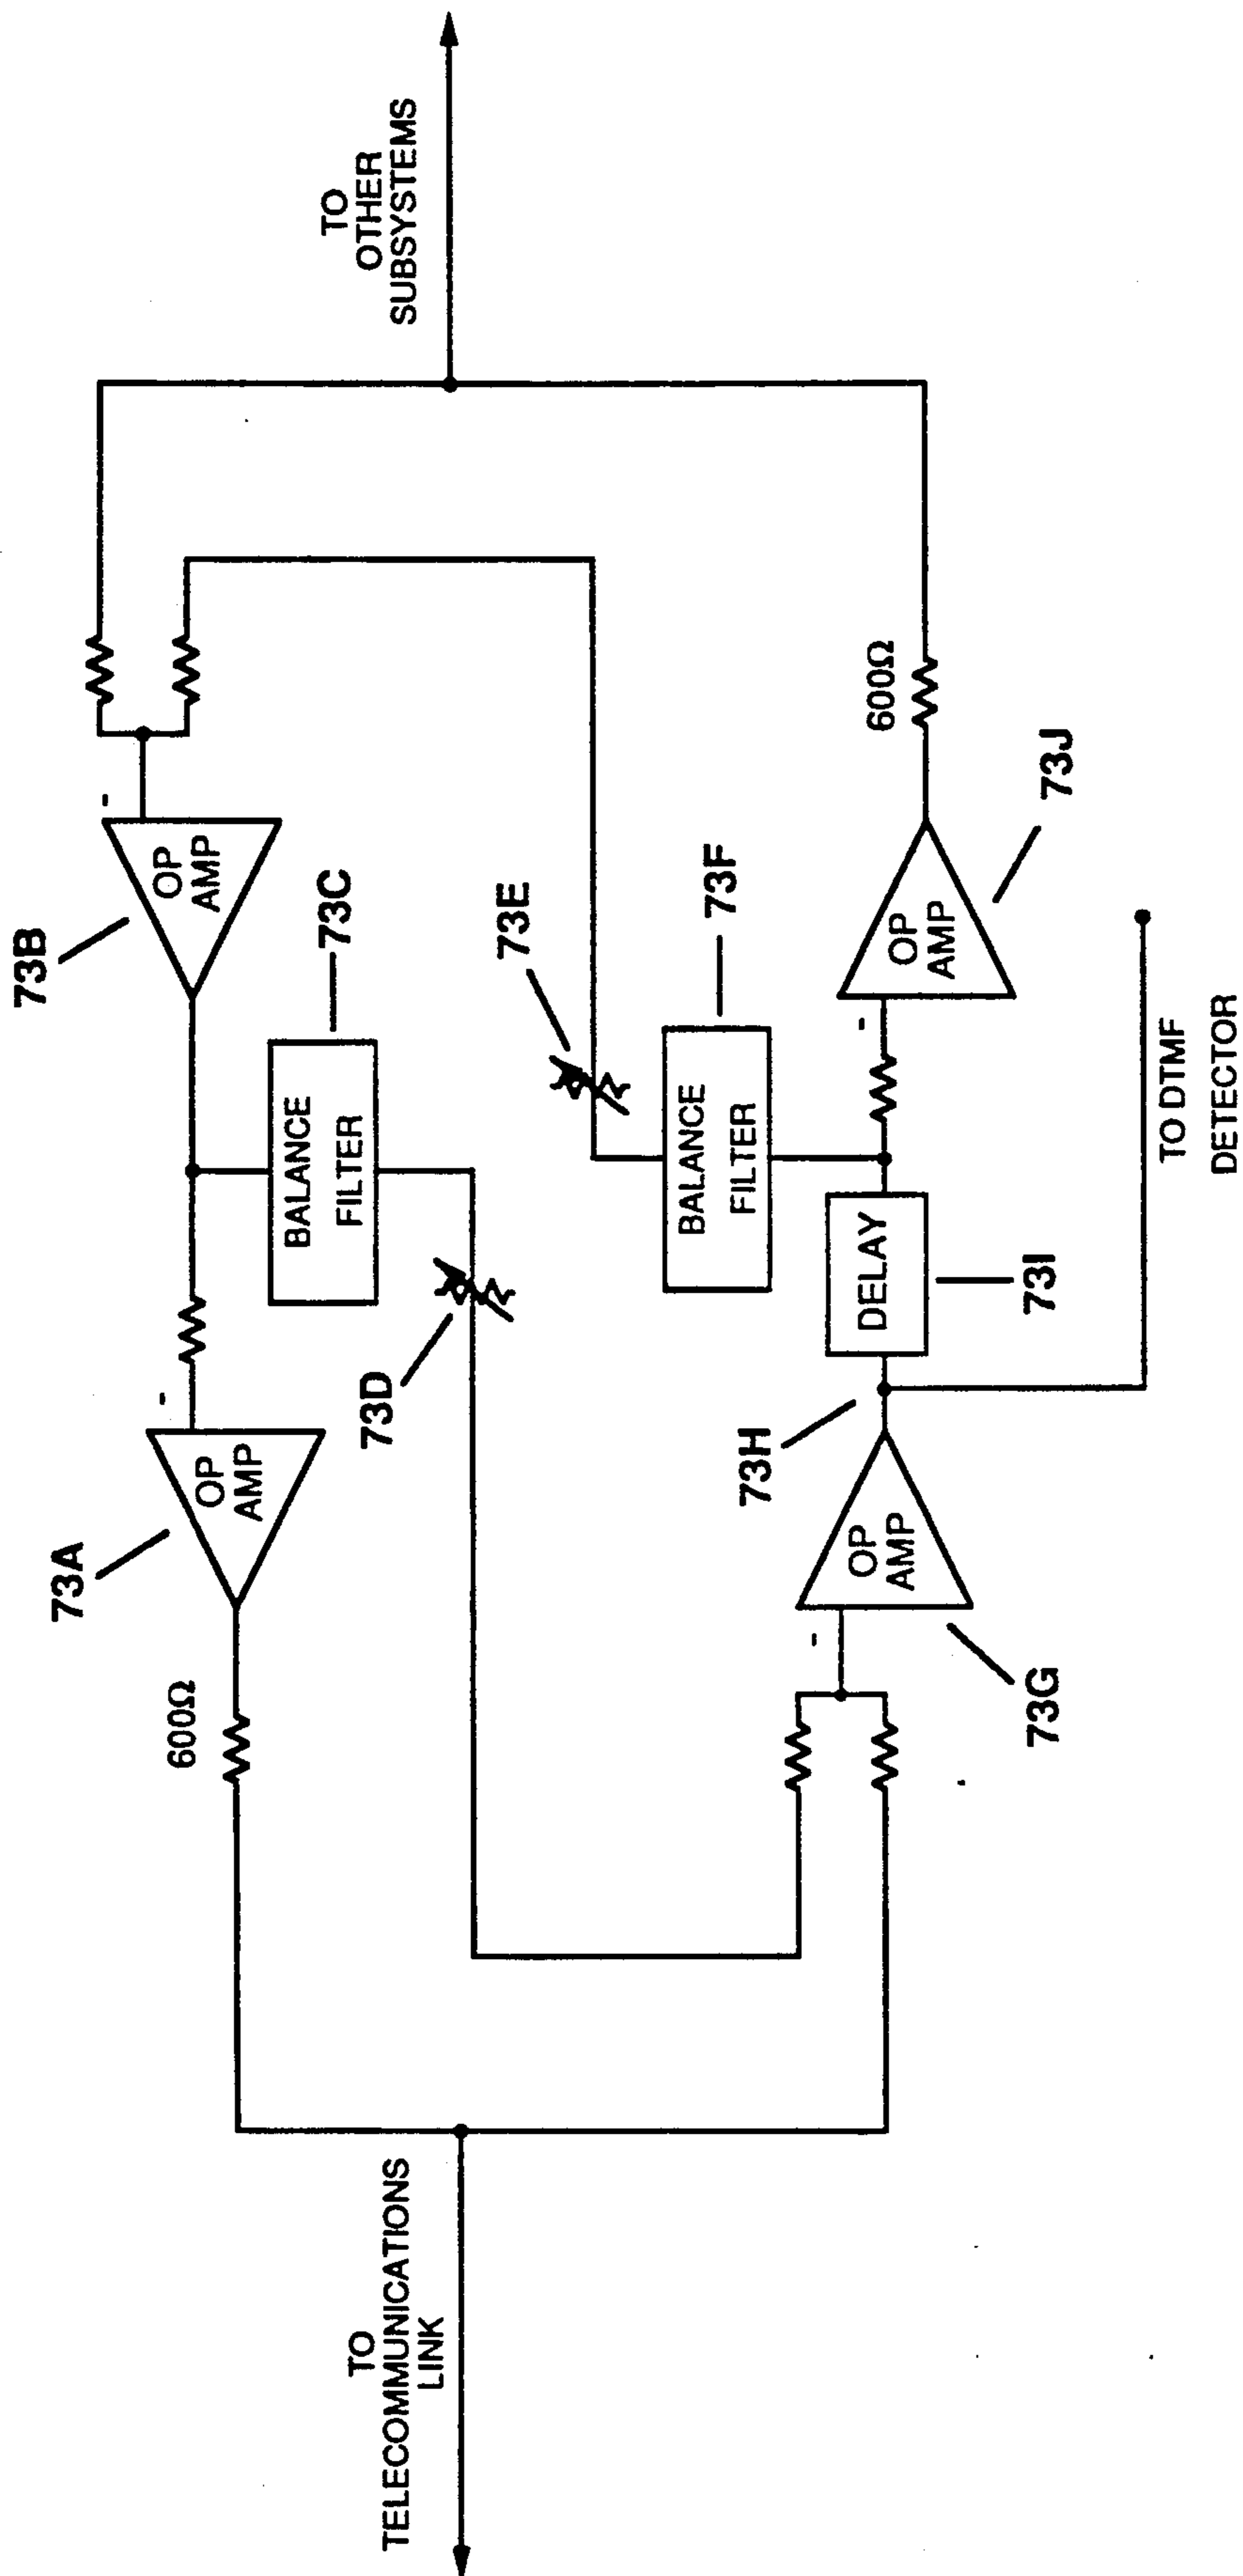 TO
TELECOMMUNICATIONS
LINK
600Ω
73A
OP
AMP
-
73D
BALANCE
FILTER
73C
73B
OP
AMP
-
TO
OTHER
SUBSYSTEMS
73E
BALANCE
FILTER
73F
-
73G
OP
AMP
73H
DELAY
73I
-
OP
AMP
73J
600Ω
TO DTMF
DETECTOR